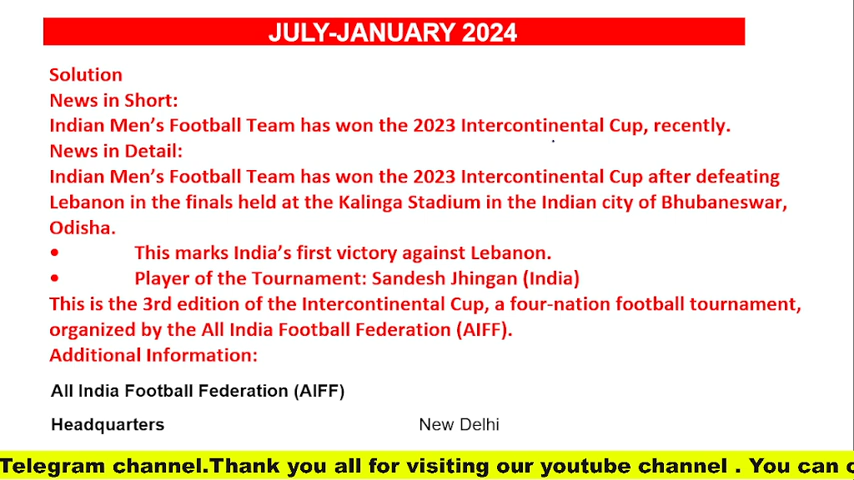 JULY-JANUARY 2024
Solution
News in Short:
Indian Men's Football Team has won the 2023 Intercontinental Cup, recently.
News in Detail:
Indian Men's Football Team has won the 2023 Intercontinental Cup after defeating
Lebanon in the finals held at the Kalinga Stadium in the Indian city of Bhubaneswar,
Odisha.
• This marks India's first victory against Lebanon.
• Player of the Tournament: Sandesh Jhingan (India)
This is the 3rd edition of the Intercontinental Cup, a four-nation football tournament,
organized by the All India Football Federation (AIFF).
Additional Information:
All India Football Federation (AIFF)
Headquarters New Delhi
Telegram channel.Thank you all for visiting our youtube channel . You can